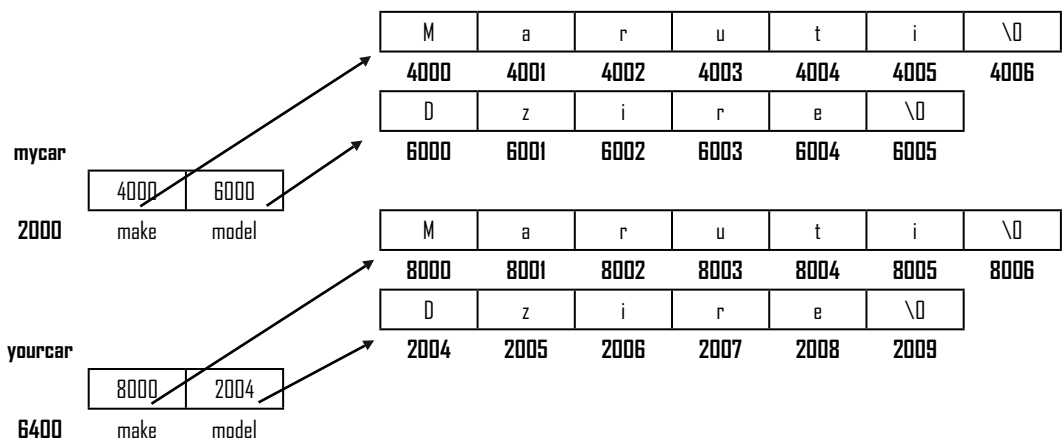 M a r u t i \0
4000 4001 4002 4003 4004 4005 4006
D z i r e \0
6000 6001 6002 6003 6004 6005
mycar
4000 6000
2000 make model
M a r u t i \0
8000 8001 8002 8003 8004 8005 8006
D z i r e \0
2004 2005 2006 2007 2008 2009
yourcar
8000 2004
6400 make model